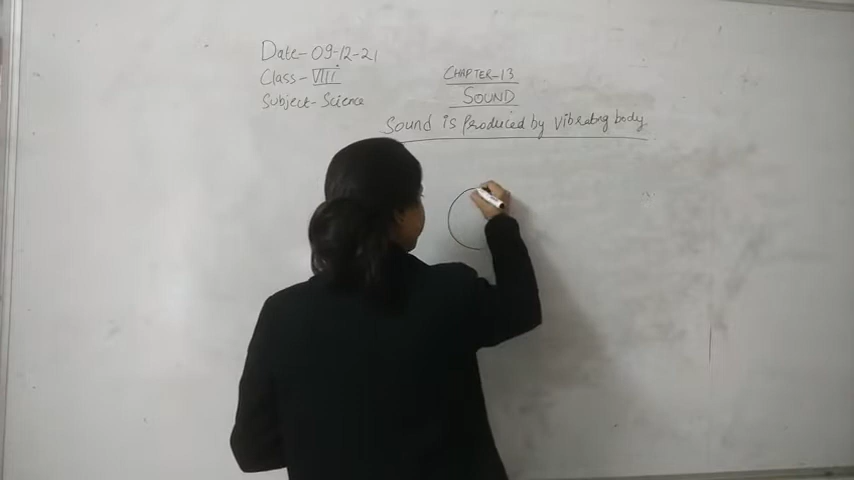 Date- 09-12-21
Class- VIII
Subject- Science
CHAPTER-13
SOUND
Sound is Produced by vibrating body